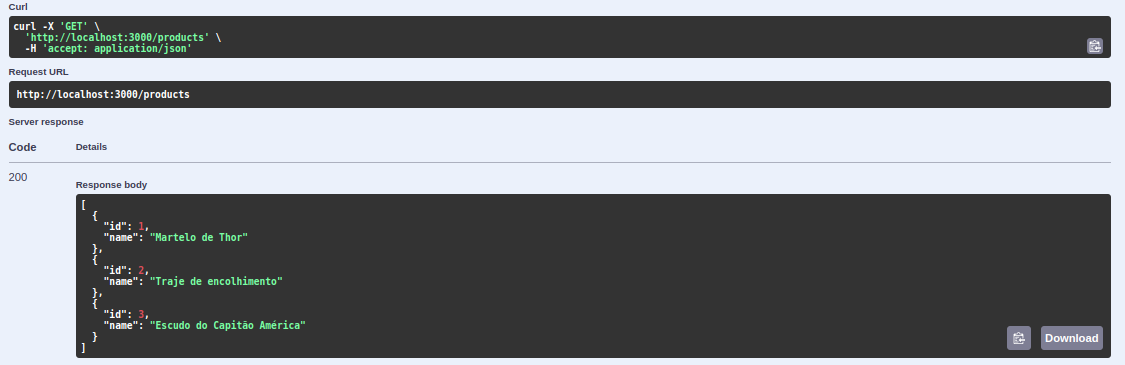 Curl
curl -X 'GET' \
  'http://localhost:3000/products' \
  -H 'accept: application/json'
Request URL
http://localhost:3000/products
Server response
Code Details
200
Response body
[
  {
    "id": 1,
    "name": "Martelo de Thor"
  },
  {
    "id": 2,
    "name": "Traje de encolhimento"
  },
  {
    "id": 3,
    "name": "Escudo do Capitão América"
  }
]
Download